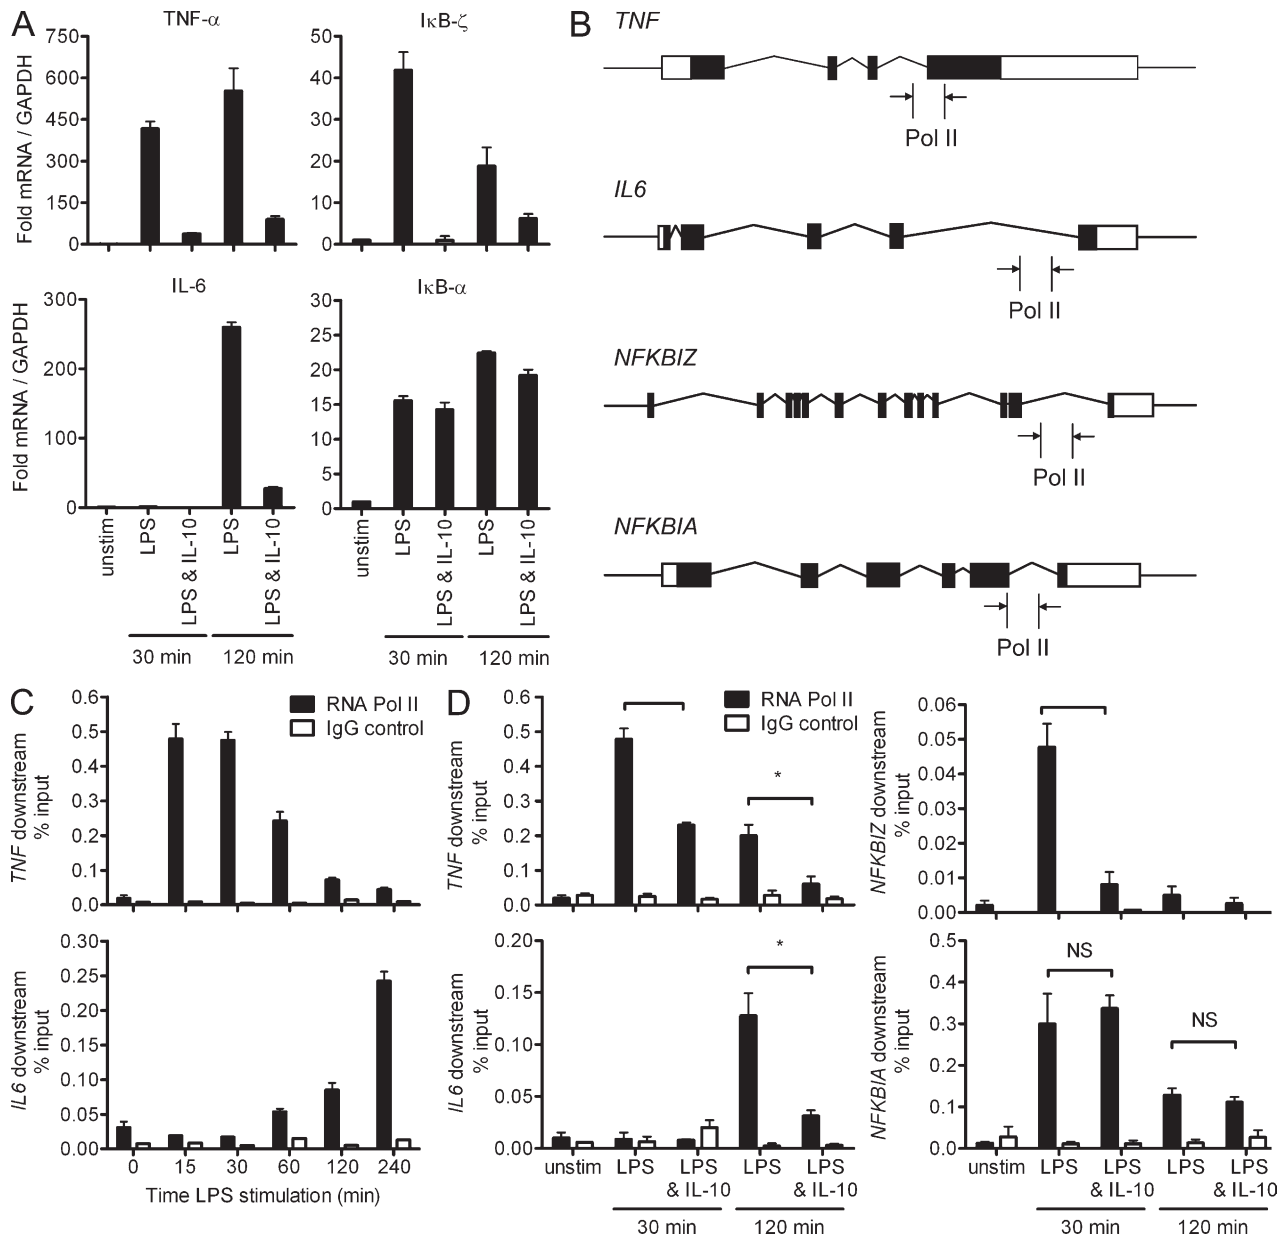 A
TNF-α
IκB-ζ
Fold mRNA / GAPDH
750
600
450
300
150
0
50
40
30
20
10
0
IL-6
IκB-α
Fold mRNA / GAPDH
300
200
100
0
30
25
20
15
10
5
0
unstim
LPS
LPS & IL-10
LPS
LPS & IL-10
unstim
LPS
LPS & IL-10
LPS
LPS & IL-10
30 min
120 min
30 min
120 min
B
TNF
Pol II
IL6
Pol II
NFKBIZ
Pol II
NFKBIA
Pol II
C
RNA Pol II
IgG control
TNF downstream
% input
0.6
0.5
0.4
0.3
0.2
0.1
0.0
IL6 downstream
% input
0.30
0.25
0.20
0.15
0.10
0.05
0.00
0 15 30 60 120 240
Time LPS stimulation (min)
D
RNA Pol II
IgG control
TNF downstream
% input
0.6
0.5
0.4
0.3
0.2
0.1
0.0
*
NFKBIZ downstream
% input
0.06
0.05
0.04
0.03
0.02
0.01
0.00
IL6 downstream
% input
0.20
0.15
0.10
0.05
0.00
*
unstim LPS LPS LPS LPS
& IL-10 & IL-10
30 min 120 min
NFKBIA downstream
% input
0.5
0.4
0.3
0.2
0.1
0.0
NS
NS
unstim LPS LPS LPS LPS
& IL-10 & IL-10
30 min 120 min